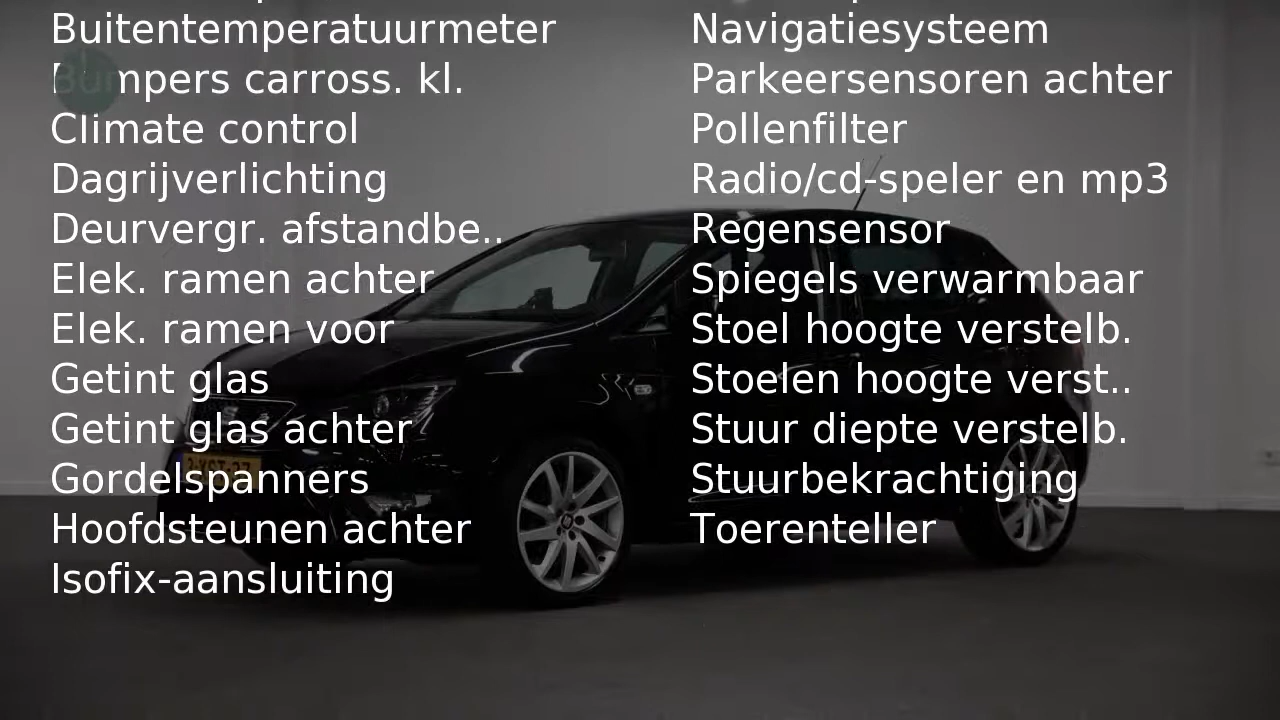 Buitentemperatuurmeter
Bumpers carross. kl.
Climate control
Dagrijverlichting
Deurvergr. afstandbe..
Elek. ramen achter
Elek. ramen voor
Getint glas
Getint glas achter
Gordelspanners
Hoofdsteunen achter
Isofix-aansluiting
Navigatiesysteem
Parkeersensoren achter
Pollenfilter
Radio/cd-speler en mp3
Regensensor
Spiegels verwarmbaar
Stoel hoogte verstelb.
Stoelen hoogte verst..
Stuur diepte verstelb.
Stuurbekrachtiging
Toerenteller